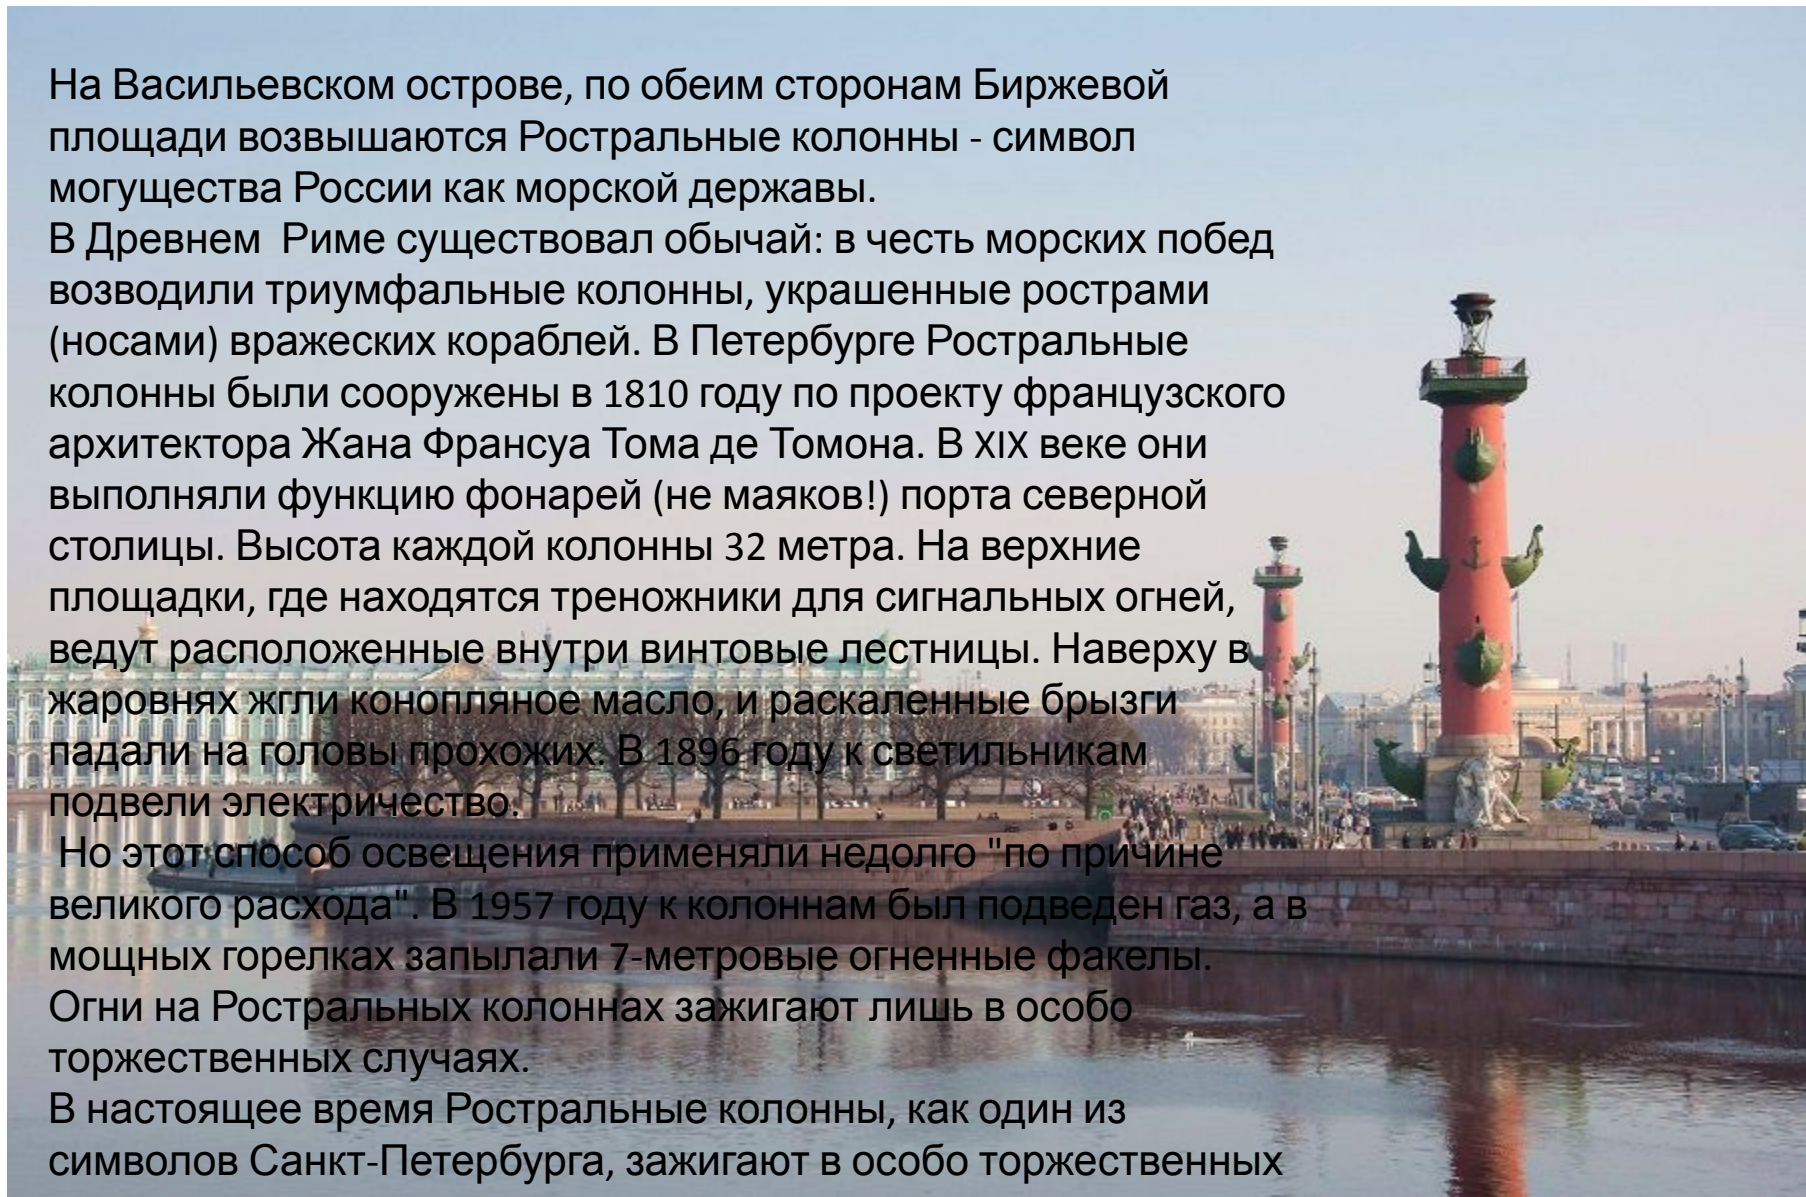 На Васильевском острове, по обеим сторонам Биржевой
площади возвышаются Ростральные колонны - символ
могущества России как морской державы.
В Древнем  Риме существовал обычай: в честь морских побед
возводили триумфальные колонны, украшенные рострами
(носами) вражеских кораблей. В Петербурге Ростральные
колонны были сооружены в 1810 году по проекту французского
архитектора Жана Франсуа Тома де Томона. В XIX веке они
выполняли функцию фонарей (не маяков!) порта северной
столицы. Высота каждой колонны 32 метра. На верхние
площадки, где находятся треножники для сигнальных огней,
ведут расположенные внутри винтовые лестницы. Наверху в
жаровнях жгли конопляное масло, и раскаленные брызги
падали на головы прохожих. В 1896 году к светильникам
подвели электричество.
Но этот способ освещения применяли недолго "по причине
великого расхода". В 1957 году к колоннам был подведен газ, а в
мощных горелках запылали 7-метровые огненные факелы.
Огни на Ростральных колоннах зажигают лишь в особо
торжественных случаях.
В настоящее время Ростральные колонны, как один из
символов Санкт-Петербурга, зажигают в особо торжественных